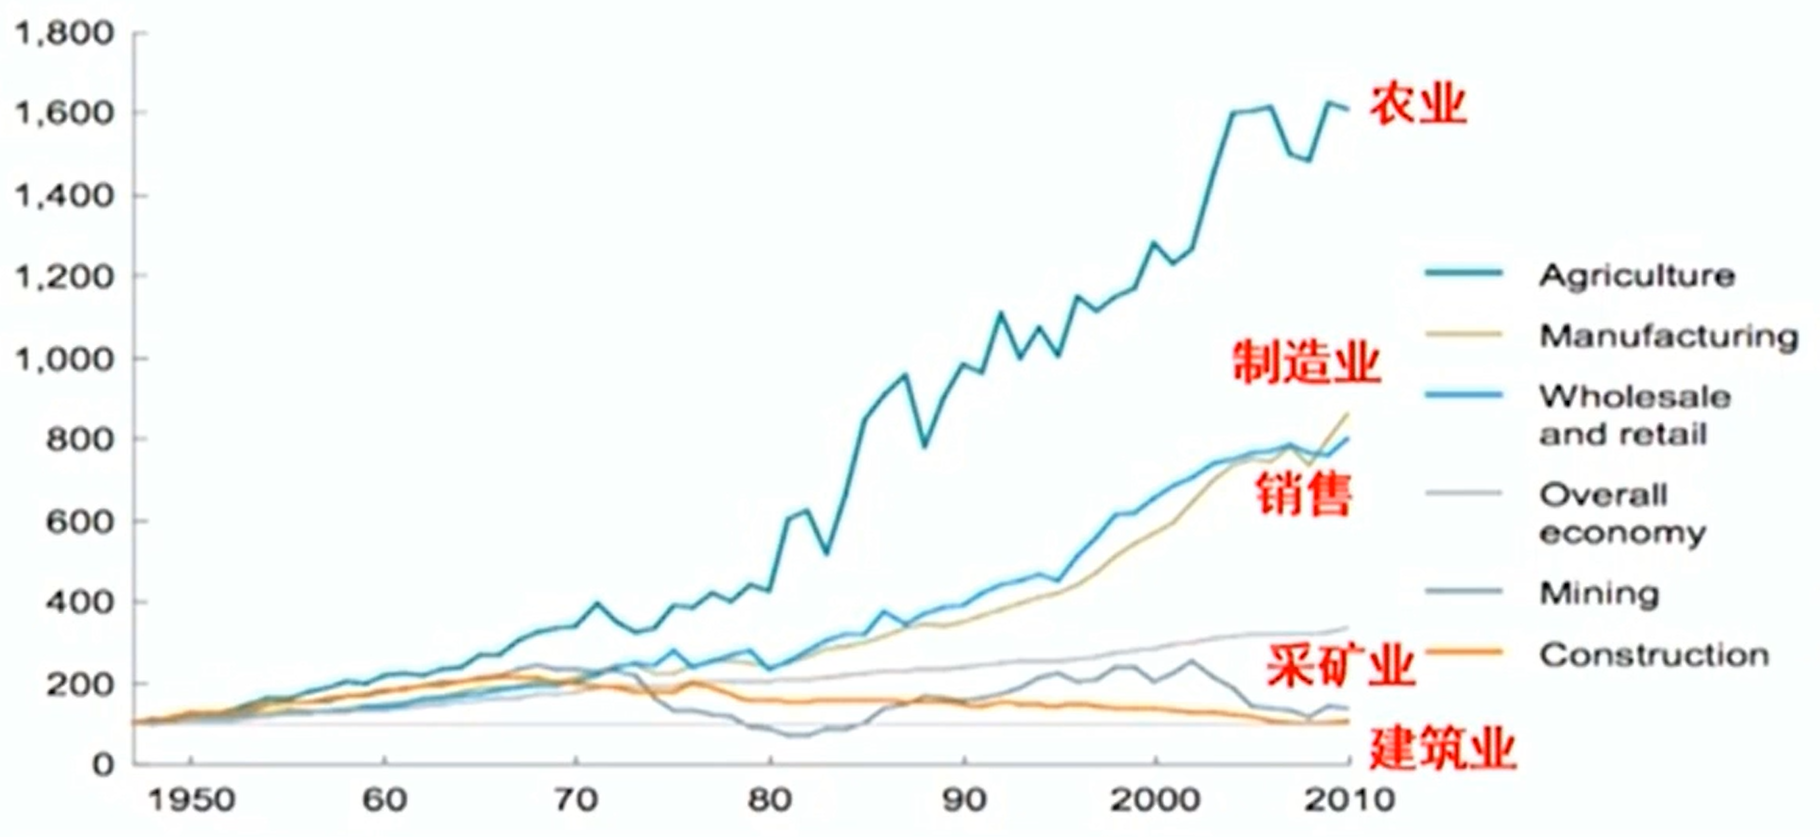 1,800
1,600
1,400
1,200
1,000
800
600
400
200
0
1950 60 70 80 90 2000 2010
农业
制造业
销售
采矿业
建筑业
Agriculture
Manufacturing
Wholesale
and retail
Overall
economy
Mining
Construction